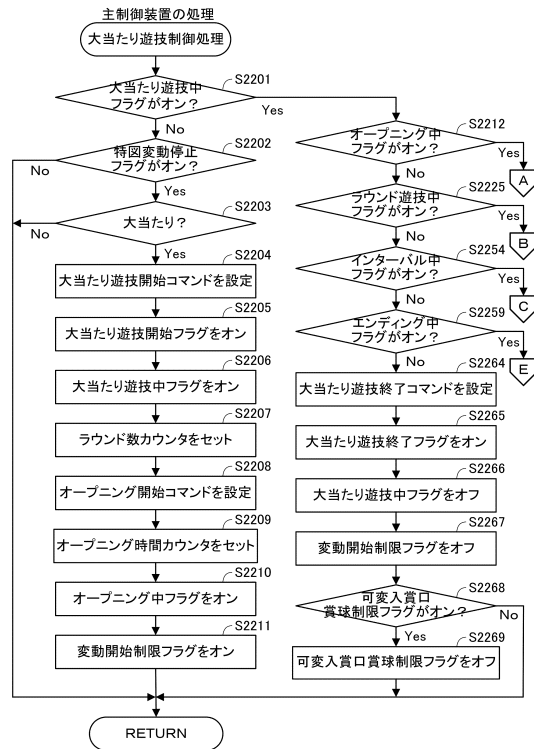 主制御装置の処理
大当たり遊技制御処理
S2201
大当たり遊技中
フラグがオン？
Yes
No
S2202
特図変動停止
フラグがオン？
No
Yes
S2203
大当たり？
No
Yes
S2204
大当たり遊技開始コマンドを設定
S2205
大当たり遊技開始フラグをオン
S2206
大当たり遊技中フラグをオン
S2207
ラウンド数カウンタをセット
S2208
オープニング開始コマンドを設定
S2209
オープニング時間カウンタをセット
S2210
オープニング中フラグをオン
S2211
変動開始制限フラグをオン
RETURN
S2212
オープニング中
フラグがオン？
Yes
A
No
S2225
ラウンド遊技中
フラグがオン？
Yes
B
No
S2254
インターバル中
フラグがオン？
Yes
C
No
S2259
エンディング中
フラグがオン？
Yes
E
No
S2264
大当たり遊技終了コマンドを設定
S2265
大当たり遊技終了フラグをオン
S2266
大当たり遊技中フラグをオフ
S2267
変動開始制限フラグをオフ
S2268
可変入賞口
賞球制限フラグがオン？
No
Yes
S2269
可変入賞口賞球制限フラグをオフ